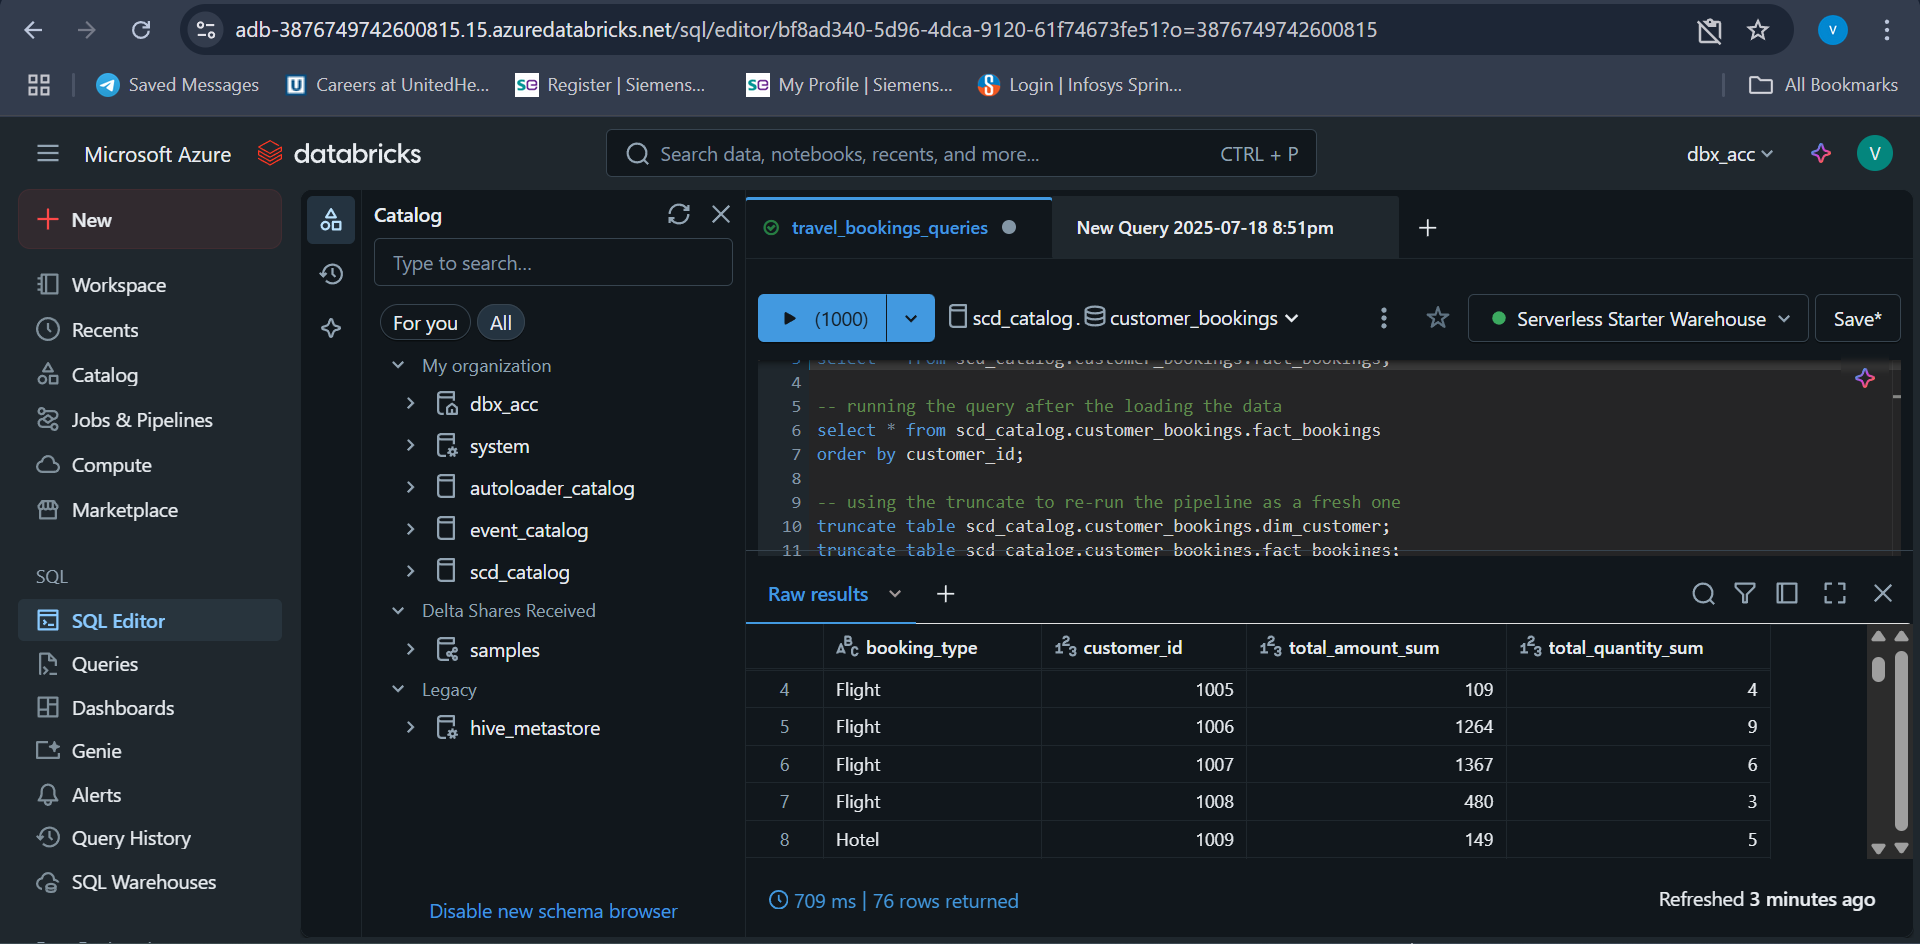 adb-3876749742600815.15.azuredatabricks.net/sql/editor/bf8ad340-5d96-4dca-9120-61f74673fe51?o=3876749742600815
V
Saved Messages
Careers at UnitedHe...
Register | Siemens...
My Profile | Siemens...
Login | Infosys Sprin...
All Bookmarks
Microsoft Azure
databricks
Search data, notebooks, recents, and more...
CTRL + P
dbx_acc
V
New
Workspace
Recents
Catalog
Jobs & Pipelines
Compute
Marketplace
SQL
SQL Editor
Queries
Dashboards
Genie
Alerts
Query History
SQL Warehouses
Catalog
Type to search...
For you
All
My organization
dbx_acc
system
autoloader_catalog
event_catalog
scd_catalog
Delta Shares Received
samples
Legacy
hive_metastore
Disable new schema browser
travel_bookings_queries
New Query 2025-07-18 8:51pm
(1000)
scd_catalog . customer_bookings
Serverless Starter Warehouse
Save*
3 select * from scd_catalog.customer_bookings.fact_bookings;
4
5 -- running the query after the loading the data
6 select * from scd_catalog.customer_bookings.fact_bookings
7 order by customer_id;
8
9 -- using the truncate to re-run the pipeline as a fresh one
10 truncate table scd_catalog.customer_bookings.dim_customer;
11 truncate table scd_catalog.customer_bookings.fact_bookings;
Raw results
booking_type customer_id total_amount_sum total_quantity_sum
4 Flight 1005 109 4
5 Flight 1006 1264 9
6 Flight 1007 1367 6
7 Flight 1008 480 3
8 Hotel 1009 149 5
709 ms | 76 rows returned
Refreshed 3 minutes ago